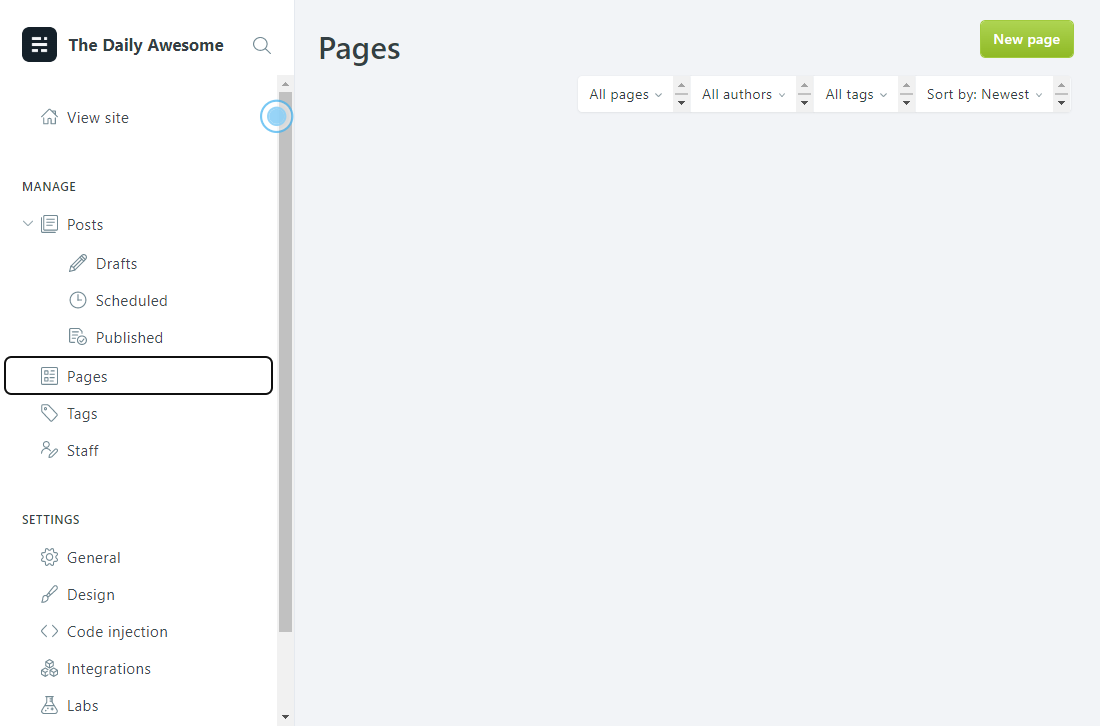 The Daily Awesome
View site
MANAGE
Posts
Drafts
Scheduled
Published
Pages
Tags
Staff
SETTINGS
General
Design
Code injection
Integrations
Labs
Pages
New page
All pages All authors All tags Sort by: Newest